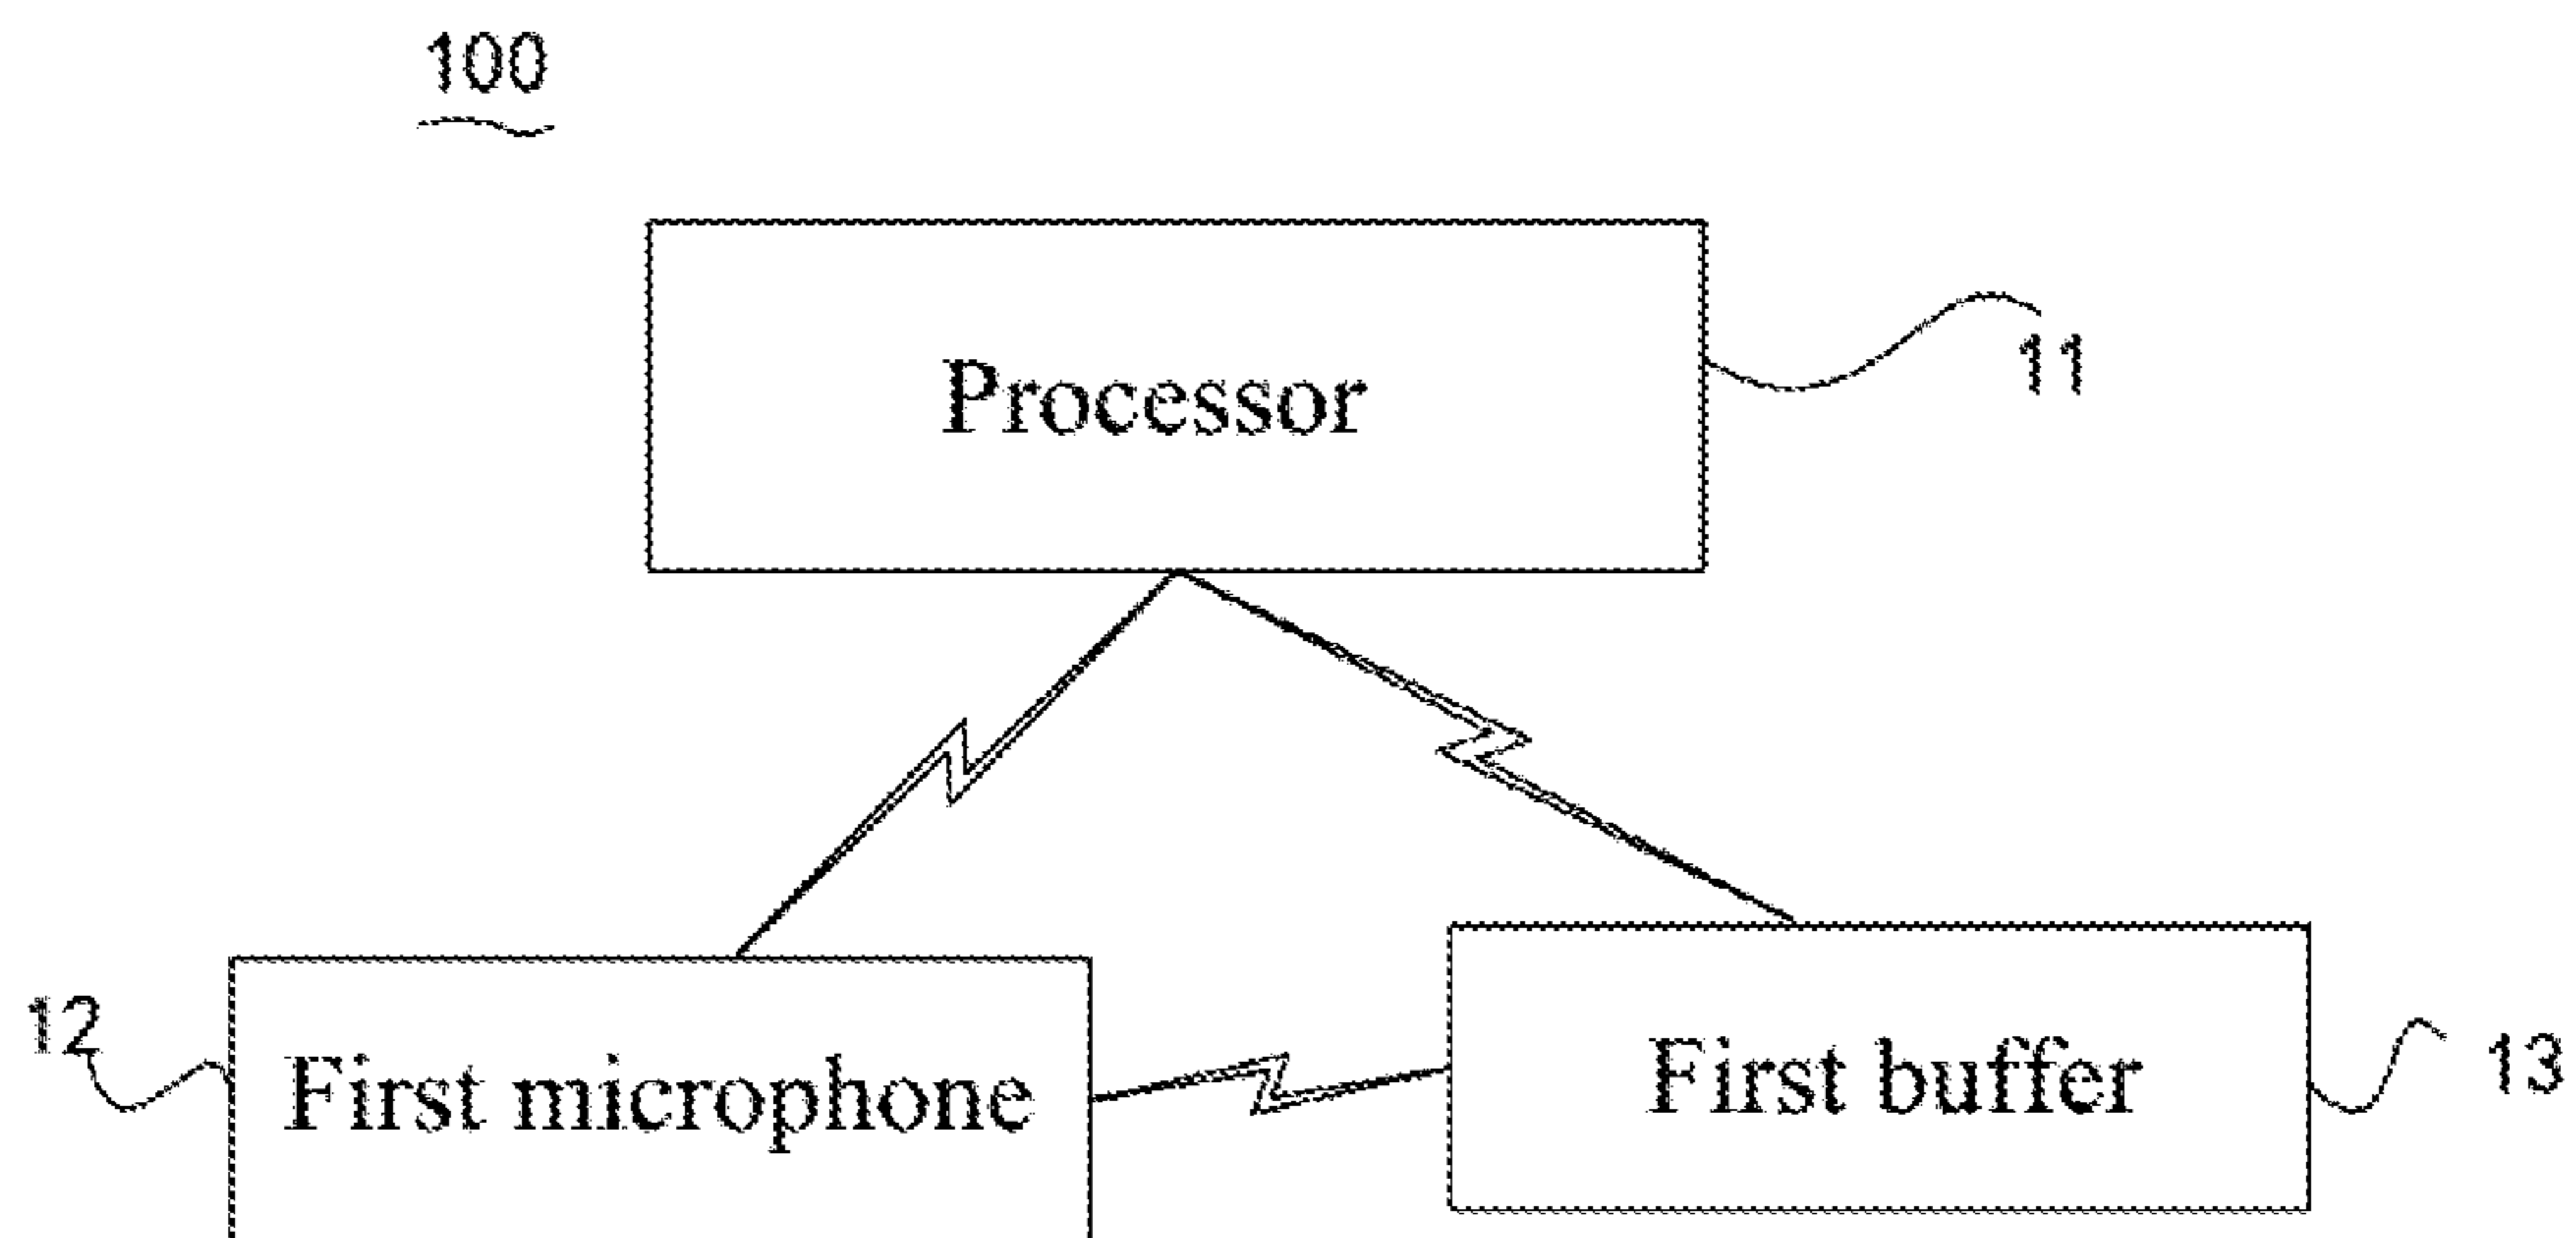 100
Processor
11
12
First microphone
First buffer
13